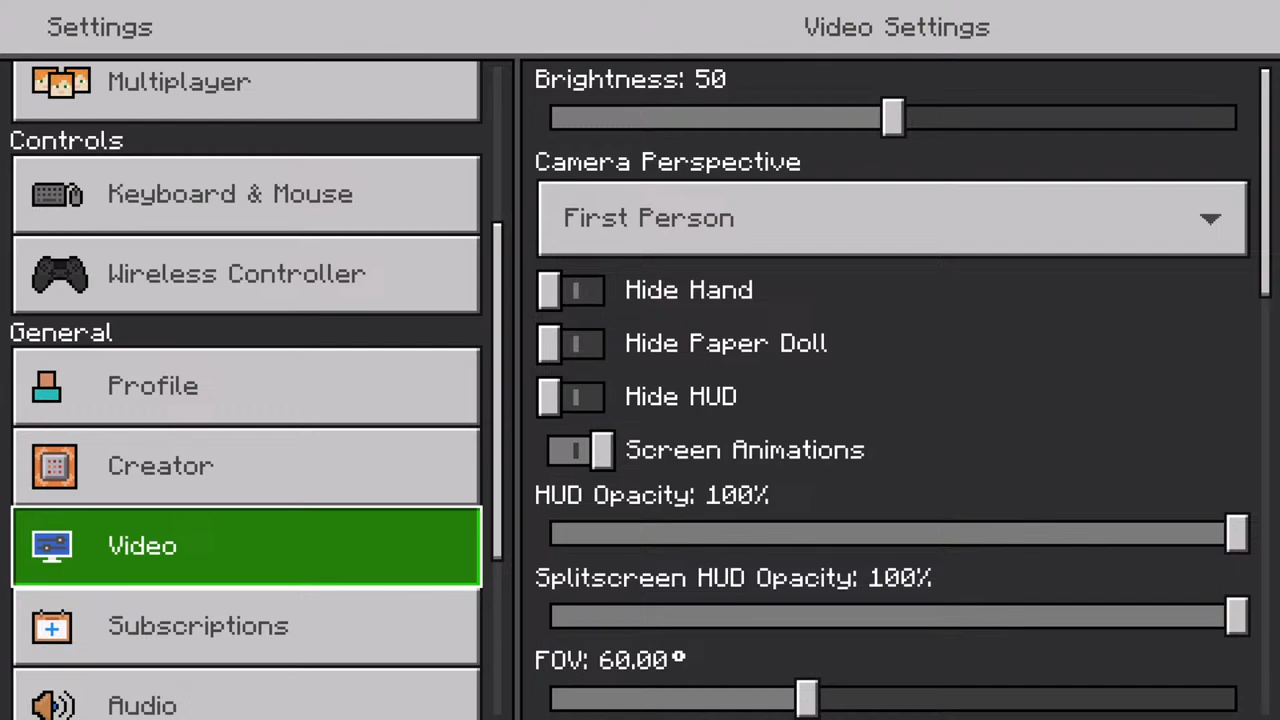 Settings
Video Settings
Multiplayer
Controls
Keyboard & Mouse
Wireless Controller
General
Profile
Creator
Video
Subscriptions
Audio
Brightness: 50
Camera Perspective
First Person
Hide Hand
Hide Paper Doll
Hide HUD
Screen Animations
HUD Opacity: 100%
Splitscreen HUD Opacity: 100%
FOV: 60.00°